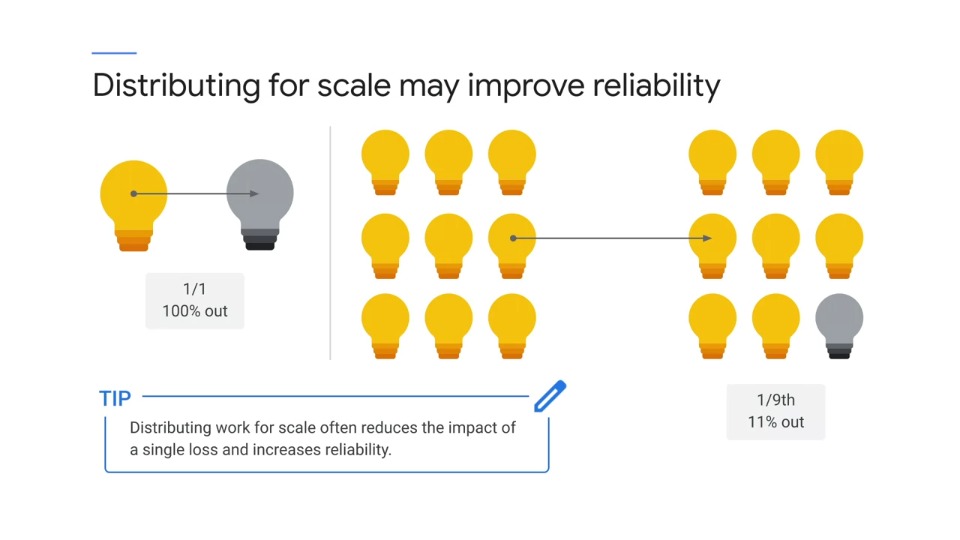 Distributing for scale may improve reliability
1/1
100% out
1/9th
11% out
TIP
Distributing work for scale often reduces the impact of
a single loss and increases reliability.